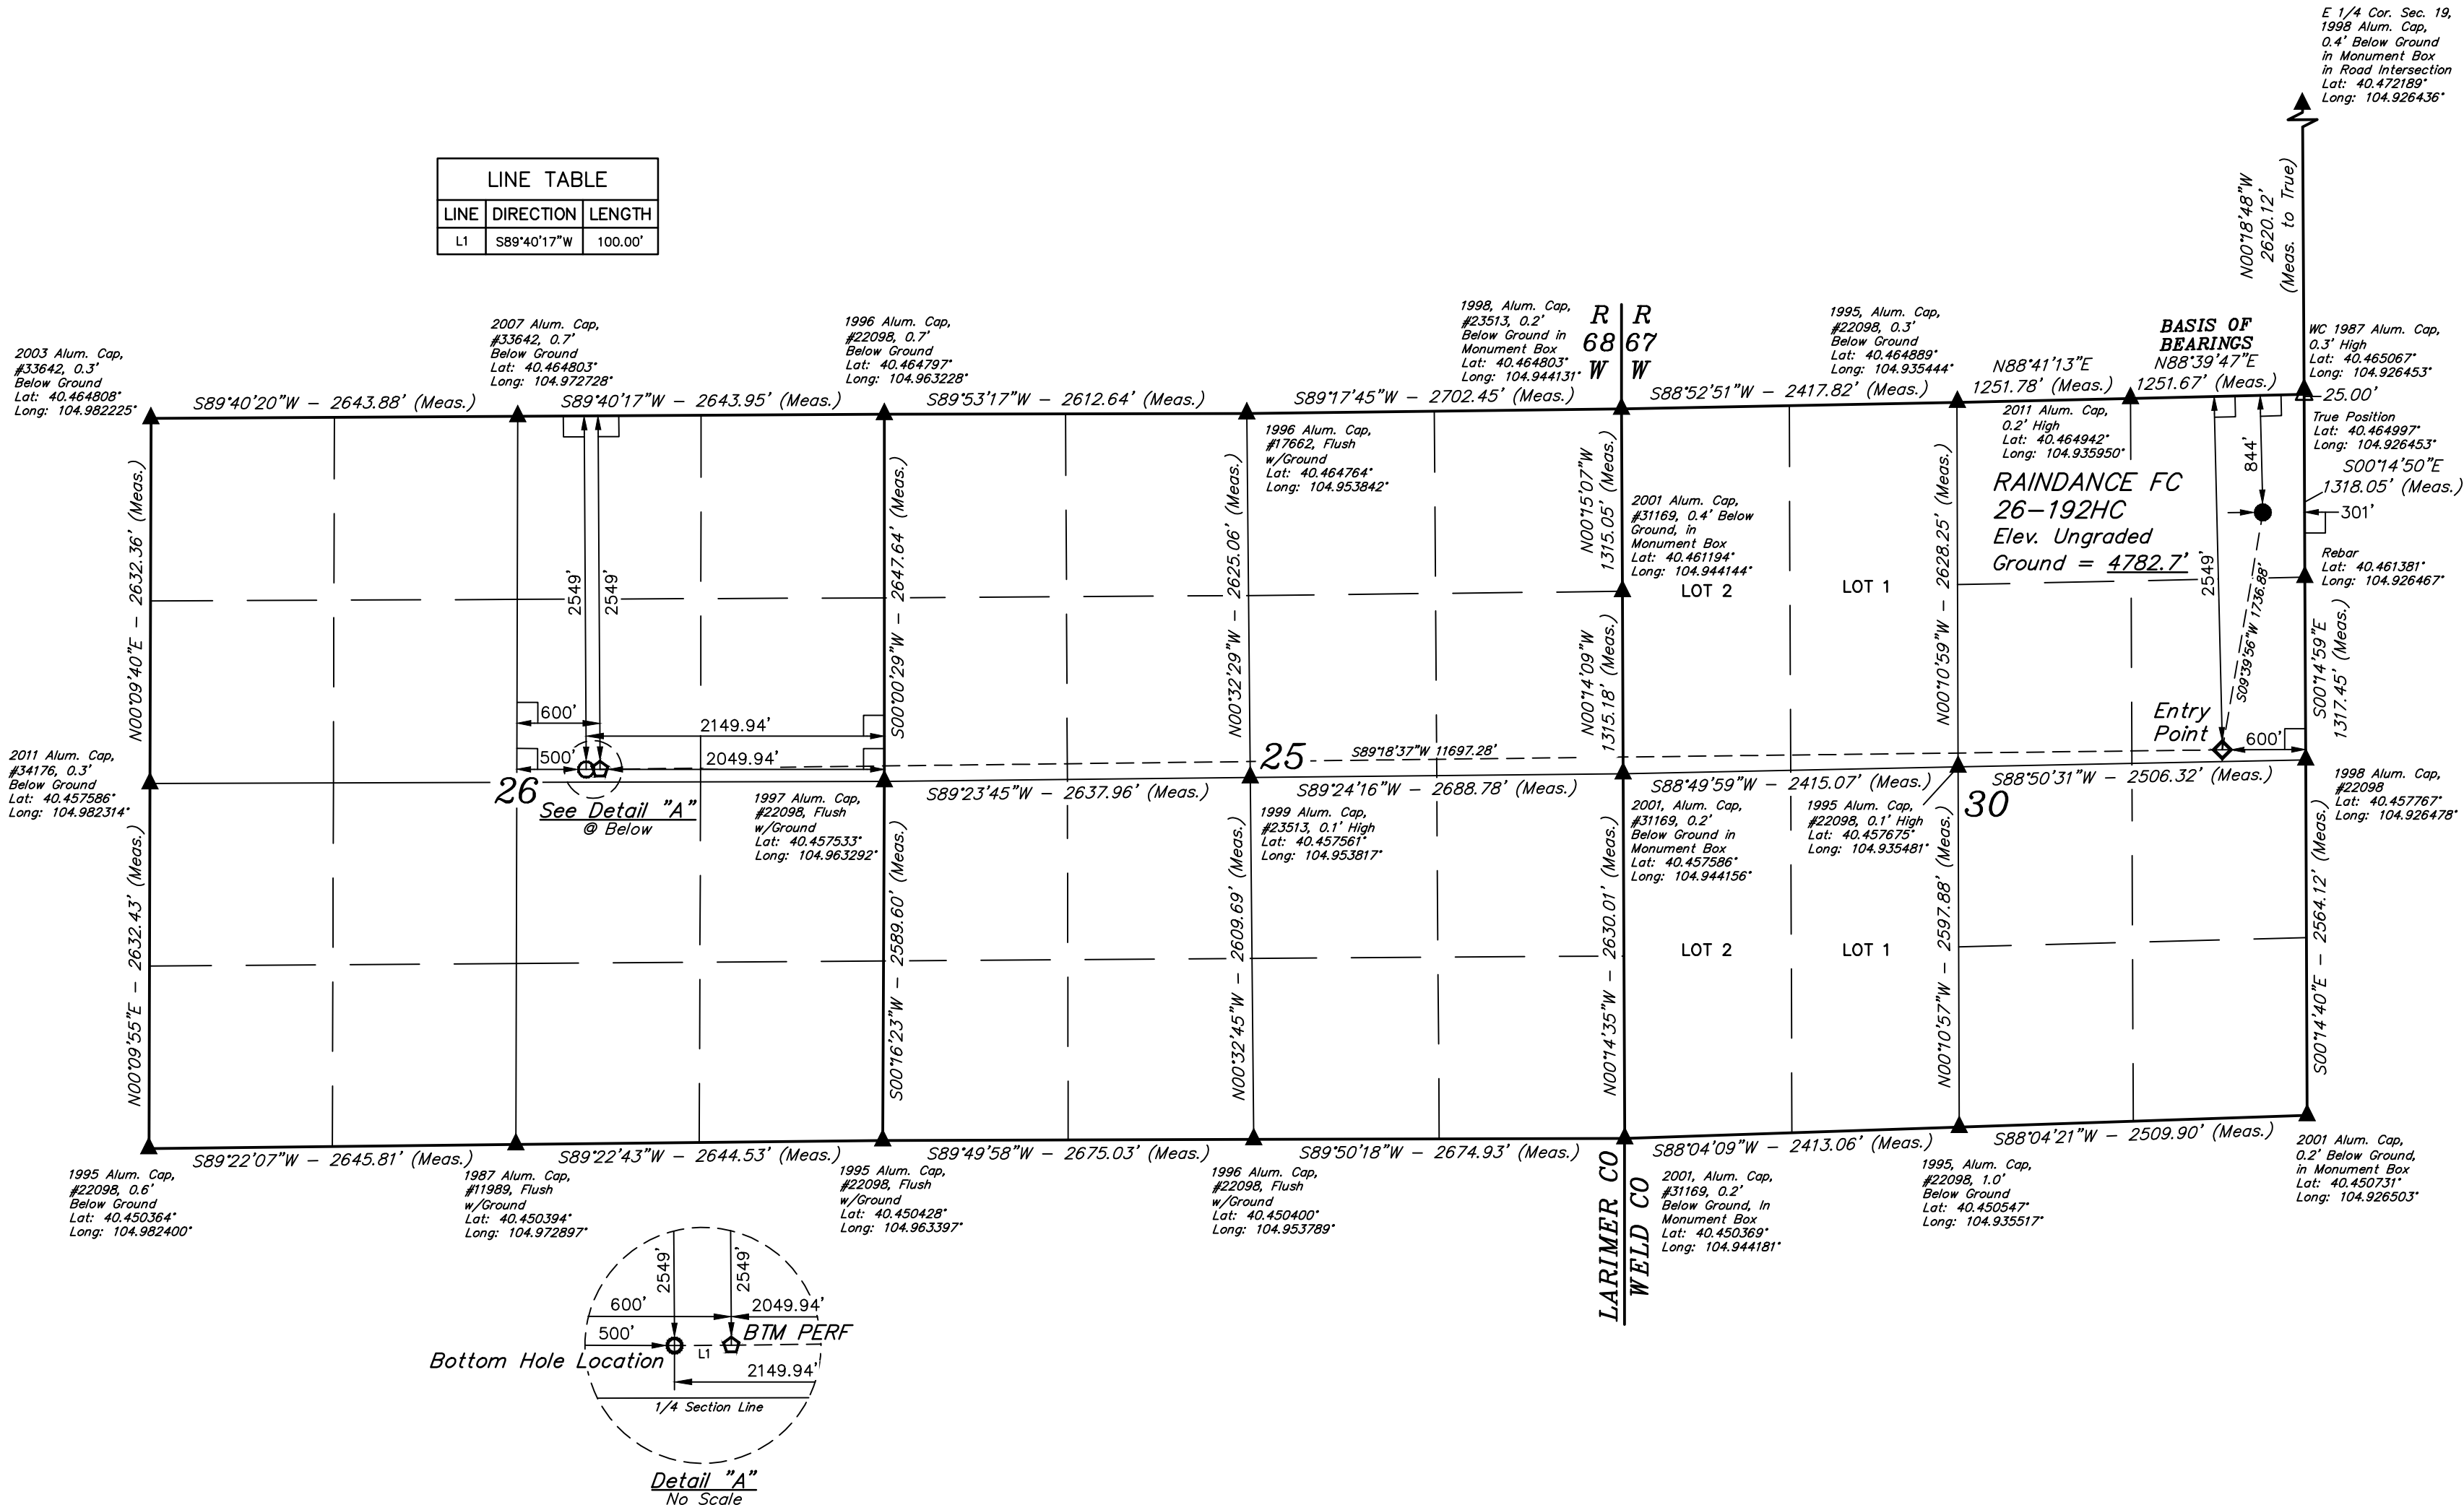 E 1/4 Cor. Sec. 19,
1998 Alum. Cap,
0.4' Below Ground
in Monument Box
in Road Intersection
Lat: 40.472189°
Long: 104.926436°
LINE TABLE
LINE DIRECTION LENGTH
L1 S89°40'17"W 100.00'
N00°18'48"W
2620.12'
(Meas. to True)
2003 Alum. Cap,
#33642, 0.3'
Below Ground
Lat: 40.464808°
Long: 104.982225°
2007 Alum. Cap,
#33642, 0.7'
Below Ground
Lat: 40.464803°
Long: 104.972728°
1996 Alum. Cap,
#22098, 0.7'
Below Ground
Lat: 40.464797°
Long: 104.963228°
1998, Alum. Cap,
#23513, 0.2'
Below Ground in
Monument Box
Lat: 40.464803°
Long: 104.944131°
R R
68 67
W W
1995, Alum. Cap,
#22098, 0.3'
Below Ground
Lat: 40.464889°
Long: 104.935444°
BASIS OF
BEARINGS
N88°39'47"E
1251.67' (Meas.)
N88°41'13"E
1251.78' (Meas.)
WC 1987 Alum. Cap,
0.3' High
Lat: 40.465067°
Long: 104.926453°
25.00'
True Position
Lat: 40.464997°
Long: 104.926453°
S89°40'20"W - 2643.88' (Meas.)
S89°40'17"W - 2643.95' (Meas.)
S89°53'17"W - 2612.64' (Meas.)
S89°17'45"W - 2702.45' (Meas.)
S88°52'51"W - 2417.82' (Meas.)
1996 Alum. Cap,
#17662, Flush
w/Ground
Lat: 40.464764°
Long: 104.953842°
2011 Alum. Cap,
0.2' High
Lat: 40.464942°
Long: 104.935950°
S00°14'50"E
1318.05' (Meas.)
844'
301'
RAINDANCE FC
26-192HC
Elev. Ungraded
Ground = 4782.7'
Rebar
Lat: 40.461381°
Long: 104.926467°
N00°09'40"E - 2632.36' (Meas.)
2549'
2549'
S00°00'29"W - 2647.64' (Meas.)
N00°32'29"W - 2625.06' (Meas.)
N00°15'07"W
1315.05' (Meas.)
2001 Alum. Cap,
#31169, 0.4' Below
Ground, in
Monument Box
Lat: 40.461194°
Long: 104.944144°
LOT 2
LOT 1
N00°10'59"W - 2628.25' (Meas.)
2549'
S09°39'56"W 1736.88'
N00°14'09"W
1315.18' (Meas.)
S00°14'59"E
1317.45' (Meas.)
600'
2149.94'
500'
2049.94'
Entry
Point
600'
25
S89°18'37"W 11697.28'
2011 Alum. Cap,
#34176, 0.3'
Below Ground
Lat: 40.457586°
Long: 104.982314°
26
See Detail "A"
@ Below
S89°23'45"W - 2637.96' (Meas.)
S89°24'16"W - 2688.78' (Meas.)
S88°49'59"W - 2415.07' (Meas.)
S88°50'31"W - 2506.32' (Meas.)
1997 Alum. Cap,
#22098, Flush
w/Ground
Lat: 40.457533°
Long: 104.963292°
1999 Alum. Cap,
#23513, 0.1' High
Lat: 40.457561°
Long: 104.953817°
2001, Alum. Cap,
#31169, 0.2'
Below Ground in
Monument Box
Lat: 40.457586°
Long: 104.944156°
1995 Alum. Cap,
#22098, 0.1' High
Lat: 40.457675°
Long: 104.935481°
30
1998 Alum. Cap,
#22098
Lat: 40.457767°
Long: 104.926478°
N00°09'55"E - 2632.43' (Meas.)
S00°16'23"W - 2589.60' (Meas.)
N00°32'45"W - 2609.69' (Meas.)
N00°14'35"W - 2630.01' (Meas.)
LOT 2
LOT 1
N00°10'57"W - 2597.88' (Meas.)
S00°14'40"E - 2564.12' (Meas.)
S89°22'07"W - 2645.81' (Meas.)
S89°22'43"W - 2644.53' (Meas.)
S89°49'58"W - 2675.03' (Meas.)
S89°50'18"W - 2674.93' (Meas.)
S88°04'09"W - 2413.06' (Meas.)
S88°04'21"W - 2509.90' (Meas.)
1995 Alum. Cap,
#22098, 0.6'
Below Ground
Lat: 40.450364°
Long: 104.982400°
1987 Alum. Cap,
#11989, Flush
w/Ground
Lat: 40.450394°
Long: 104.972897°
1995 Alum. Cap,
#22098, Flush
w/Ground
Lat: 40.450428°
Long: 104.963397°
1996 Alum. Cap,
#22098, Flush
w/Ground
Lat: 40.450400°
Long: 104.953789°
LARIMER CO
WELD CO
2001, Alum. Cap,
#31169, 0.2'
Below Ground, In
Monument Box
Lat: 40.450369°
Long: 104.944181°
1995, Alum. Cap,
#22098, 1.0'
Below Ground
Lat: 40.450547°
Long: 104.935517°
2001 Alum. Cap,
0.2' Below Ground,
in Monument Box
Lat: 40.450731°
Long: 104.926503°
2549'
2549'
600'
2049.94'
500'
BTM PERF
L1
Bottom Hole Location
2149.94'
1/4 Section Line
Detail "A"
No Scale